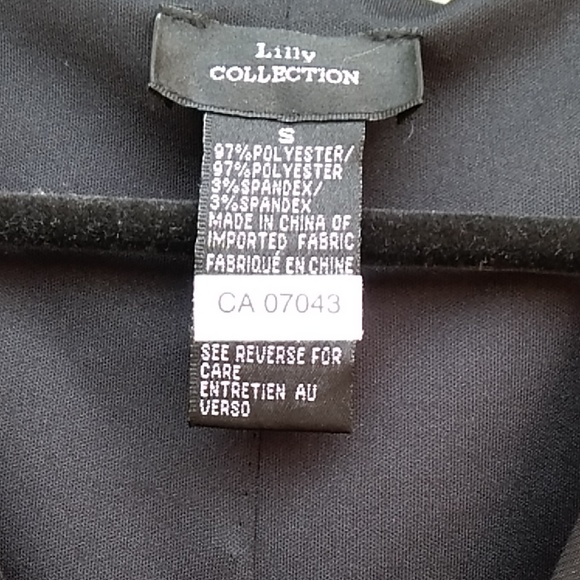 Lilly
COLLECTION
S
97%POLYESTER/
97%POLYESTER
3%SPANDEX/
3%SPANDEX
MADE IN CHINA OF
IMPORTED FABRIC
FABRIQUÉ EN CHINE
CA 07043
SEE REVERSE FOR
CARE
ENTRETIEN AU
VERSO